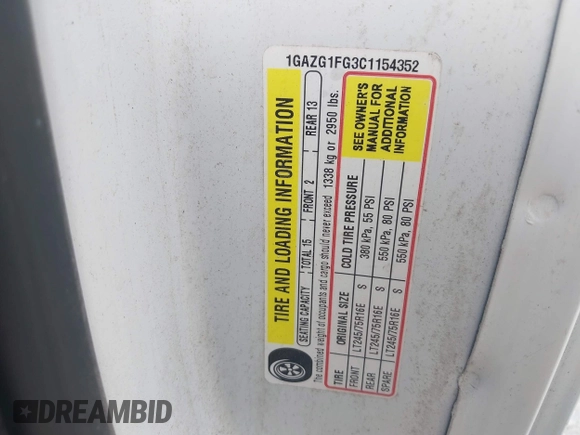 1GAZG1FG3C1154352
TIRE AND LOADING INFORMATION
SEATING CAPACITY TOTAL 15 FRONT 2 REAR 13
The combined weight of occupants and cargo should never exceed 1338 kg or 2950 lbs.
TIRE ORIGINAL SIZE COLD TIRE PRESSURE
FRONT LT245/75R16E S 380 kPa, 55 PSI
REAR LT245/75R16E S 550 kPa, 80 PSI
SPARE LT245/75R16E S 550 kPa, 80 PSI
SEE OWNER'S
MANUAL FOR
ADDITIONAL
INFORMATION
DREAMBID